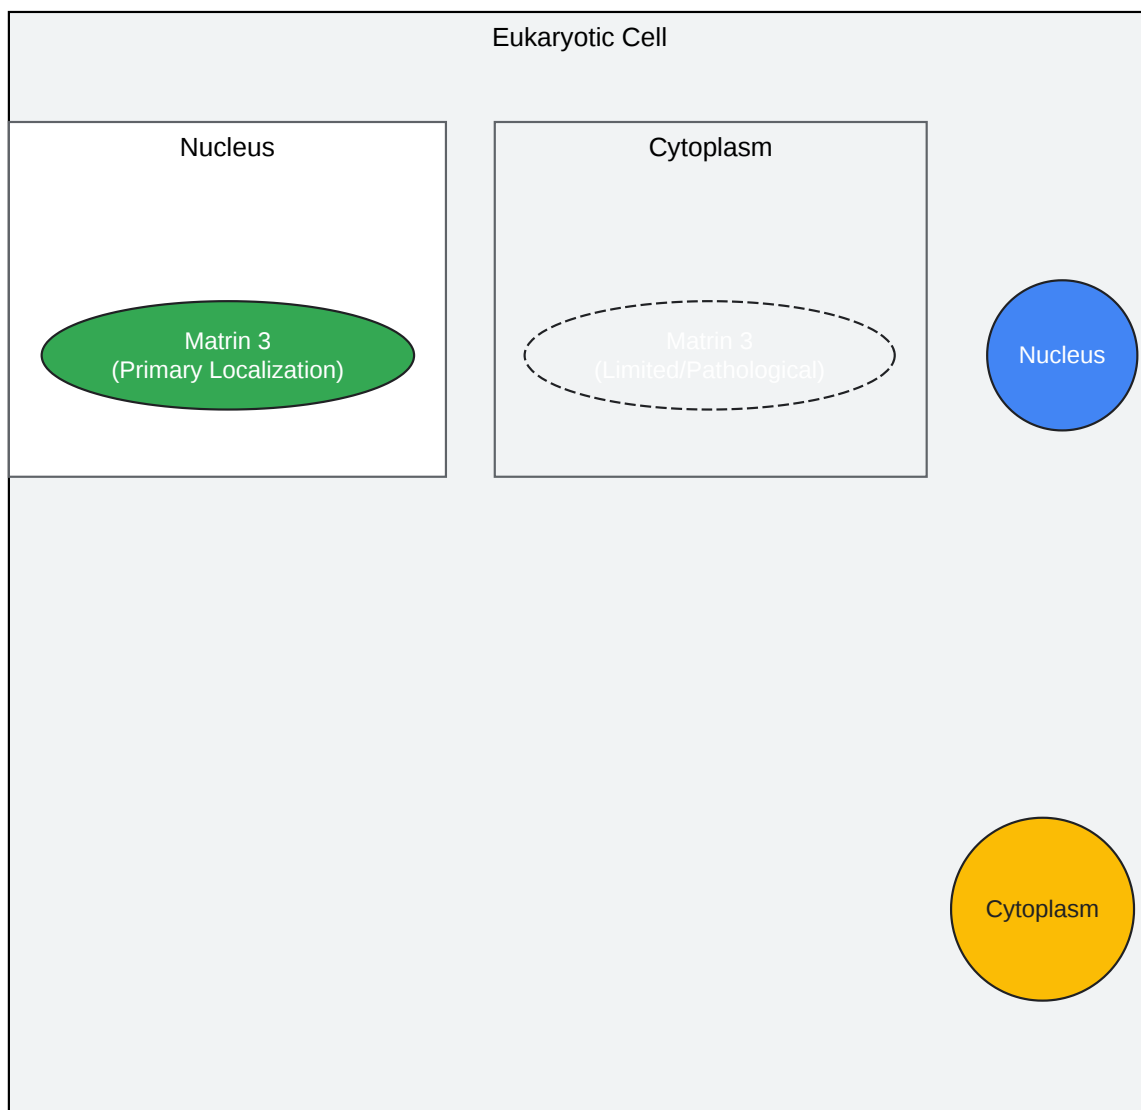 Eukaryotic Cell
Nucleus
Cytoplasm
Matrin 3
(Primary Localization)
Matrin 3
(Limited/Pathological)
Nucleus
Cytoplasm